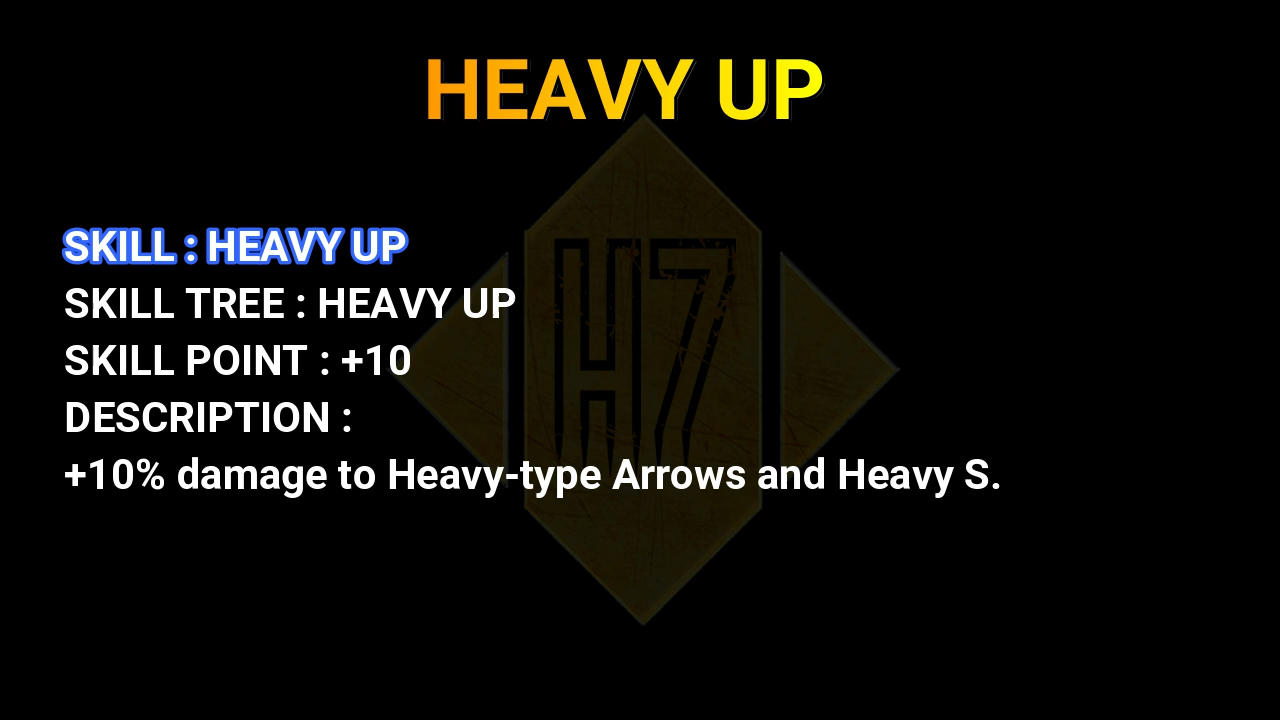 HEAVY UP
SKILL : HEAVY UP
SKILL TREE : HEAVY UP
SKILL POINT : +10
DESCRIPTION :
+10% damage to Heavy-type Arrows and Heavy S.
H7